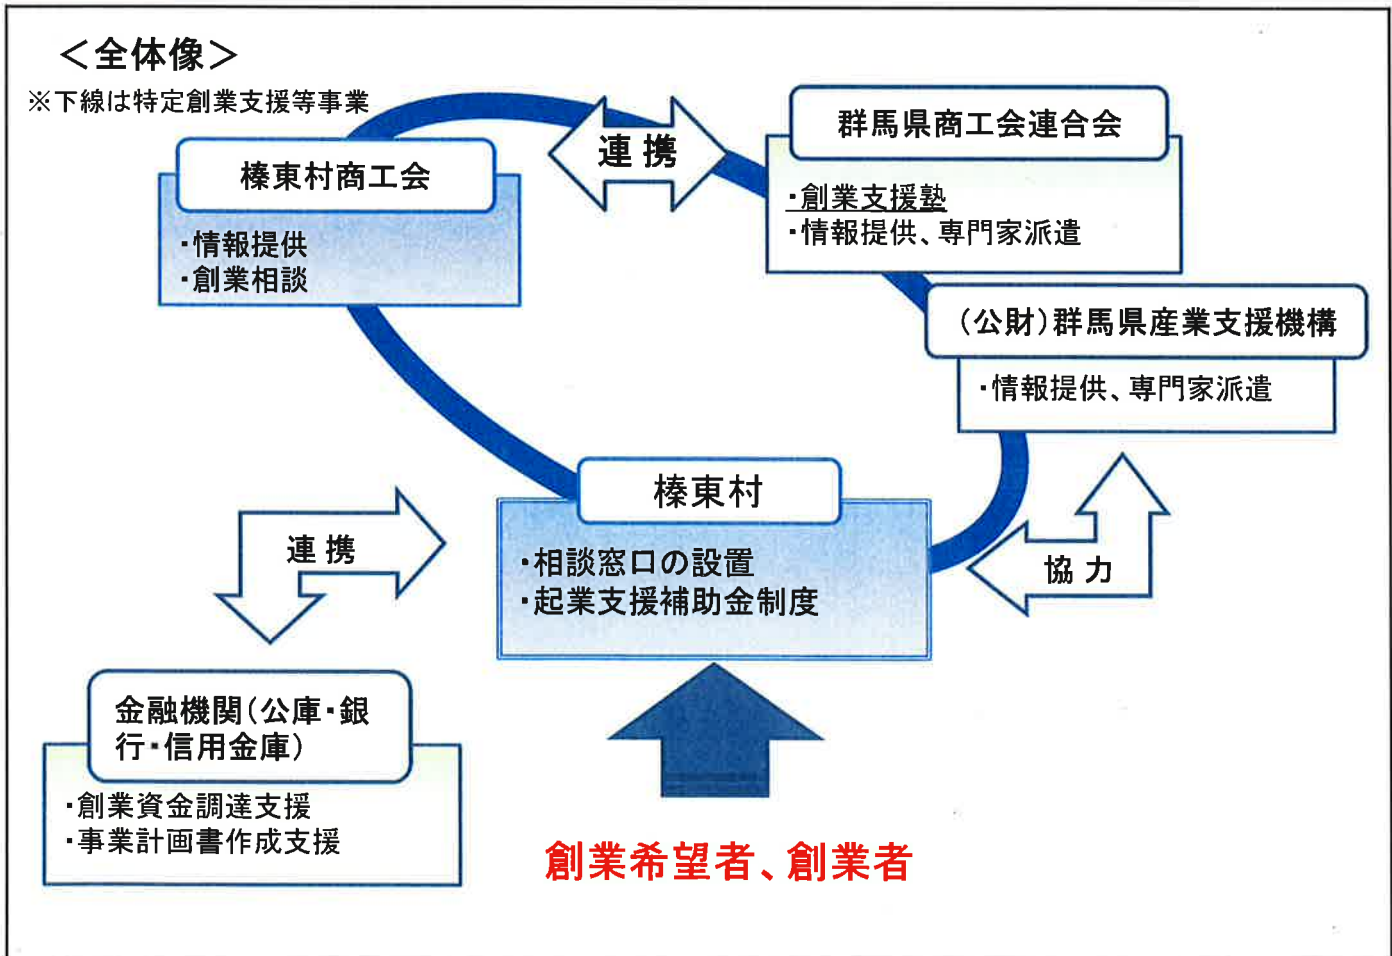 ＜全体像＞
※下線は特定創業支援等事業
榛東村商工会
・情報提供
・創業相談
連携
群馬県商工会連合会
・創業支援塾
・情報提供、専門家派遣
（公財）群馬県産業支援機構
・情報提供、専門家派遣
榛東村
・相談窓口の設置
・起業支援補助金制度
連携
協力
金融機関（公庫・銀
行・信用金庫）
・創業資金調達支援
・事業計画書作成支援
創業希望者、創業者